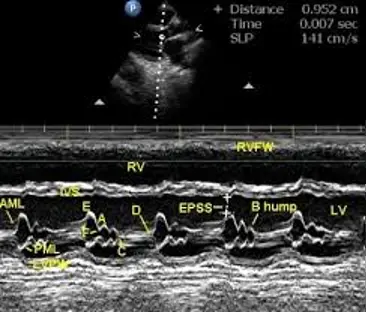 P
+ Distance 0.952 cm
Time 0.007 sec
SLP 141 cm/s
RVFW
RV
IVS
AML E A D EPSS B hump LV
F
PML C
LVPW